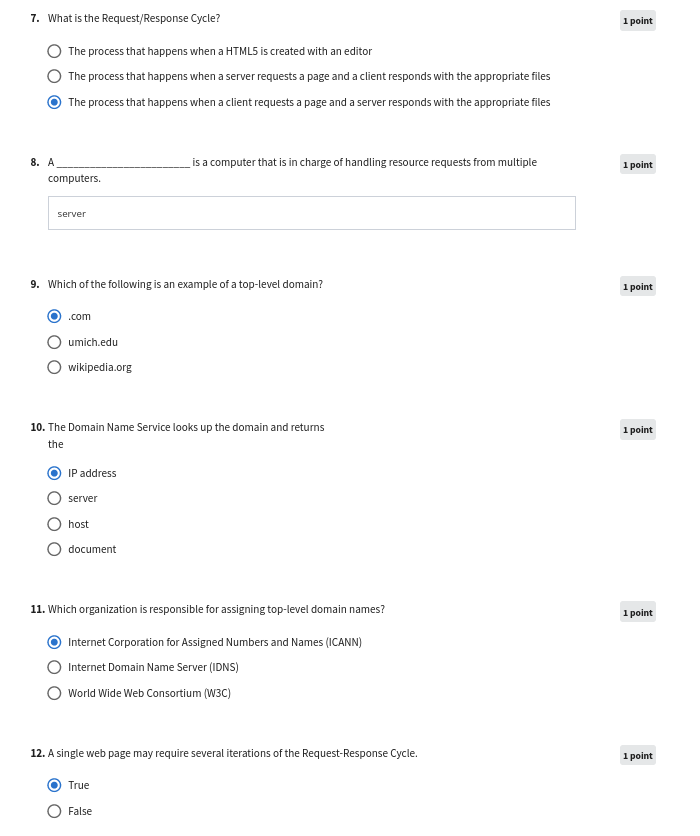 7. What is the Request/Response Cycle?
1 point
The process that happens when a HTML5 is created with an editor
The process that happens when a server requests a page and a client responds with the appropriate files
The process that happens when a client requests a page and a server responds with the appropriate files
8. A ________________________ is a computer that is in charge of handling resource requests from multiple
computers.
1 point
server
9. Which of the following is an example of a top-level domain?
1 point
.com
umich.edu
wikipedia.org
10. The Domain Name Service looks up the domain and returns
the
1 point
IP address
server
host
document
11. Which organization is responsible for assigning top-level domain names?
1 point
Internet Corporation for Assigned Numbers and Names (ICANN)
Internet Domain Name Server (IDNS)
World Wide Web Consortium (W3C)
12. A single web page may require several iterations of the Request-Response Cycle.
1 point
True
False